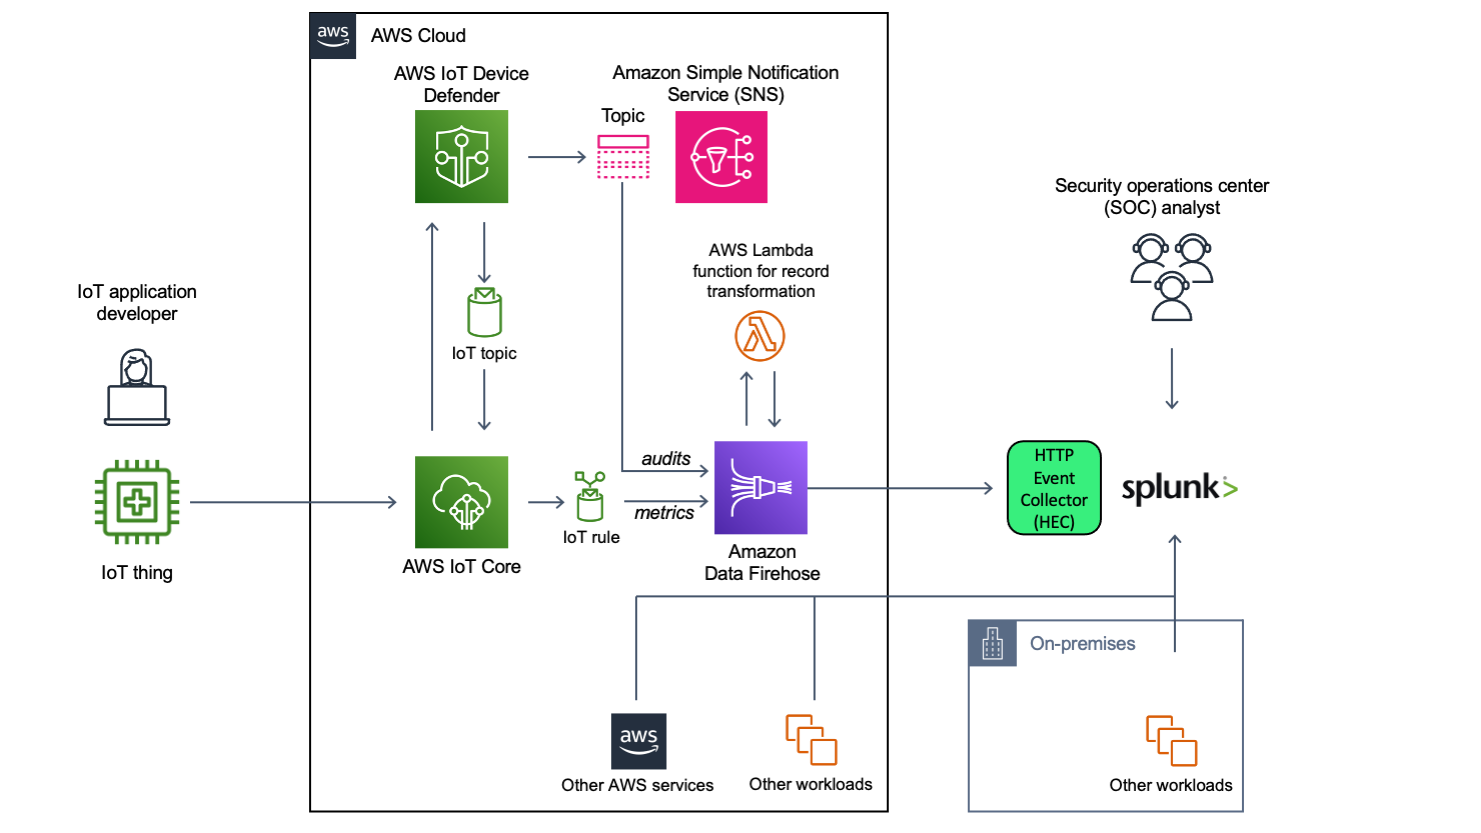 aws
AWS Cloud
AWS IoT Device
Defender
Amazon Simple Notification
Service (SNS)
Topic
Security operations center
(SOC) analyst
AWS Lambda
function for record
transformation
IoT application
developer
IoT topic
audits
metrics
HTTP
Event
Collector
(HEC)
splunk>
IoT rule
IoT thing
AWS IoT Core
Amazon
Data Firehose
On-premises
aws
Other AWS services
Other workloads
Other workloads